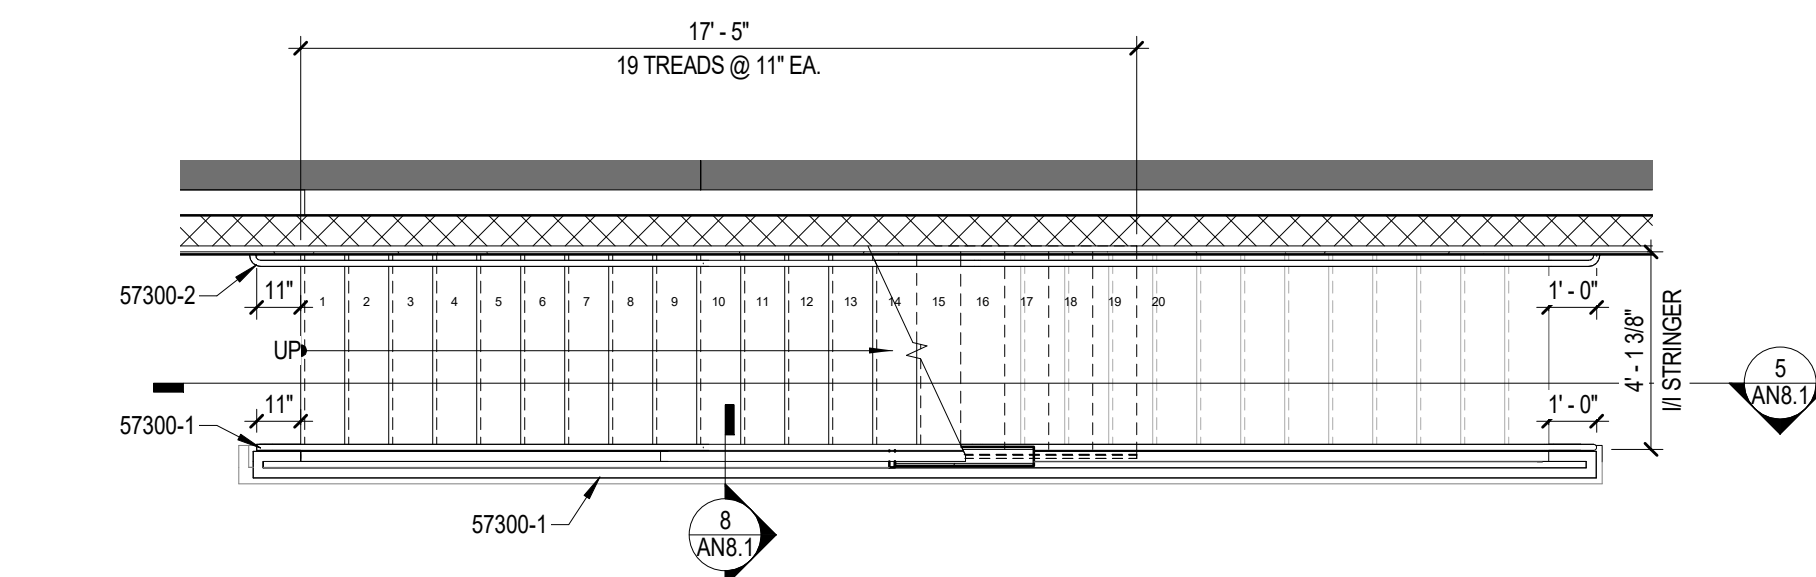 17' - 5"
19 TREADS @ 11" EA.
57300-2
11"
1 2 3 4 5 6 7 8 9 10 11 12 13 14 15 16 17 18 19 20
1' - 0"
UP
4' - 1 3/8"
I/I STRINGER
5
AN8.1
57300-1
11"
1' - 0"
57300-1
8
AN8.1